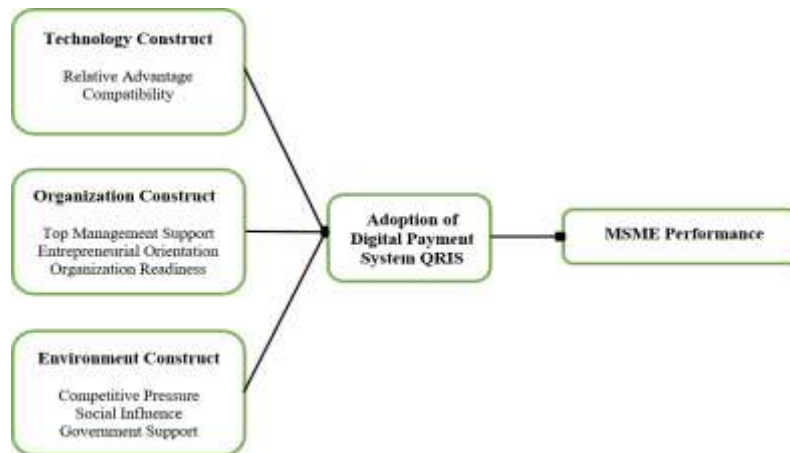 Technology Construct
Relative Advantage
Compatibility
Organization Construct
Top Management Support
Entrepreneurial Orientation
Organization Readiness
Environment Construct
Competitive Pressure
Social Influence
Government Support
Adoption of
Digital Payment
System QRIS
MSME Performance